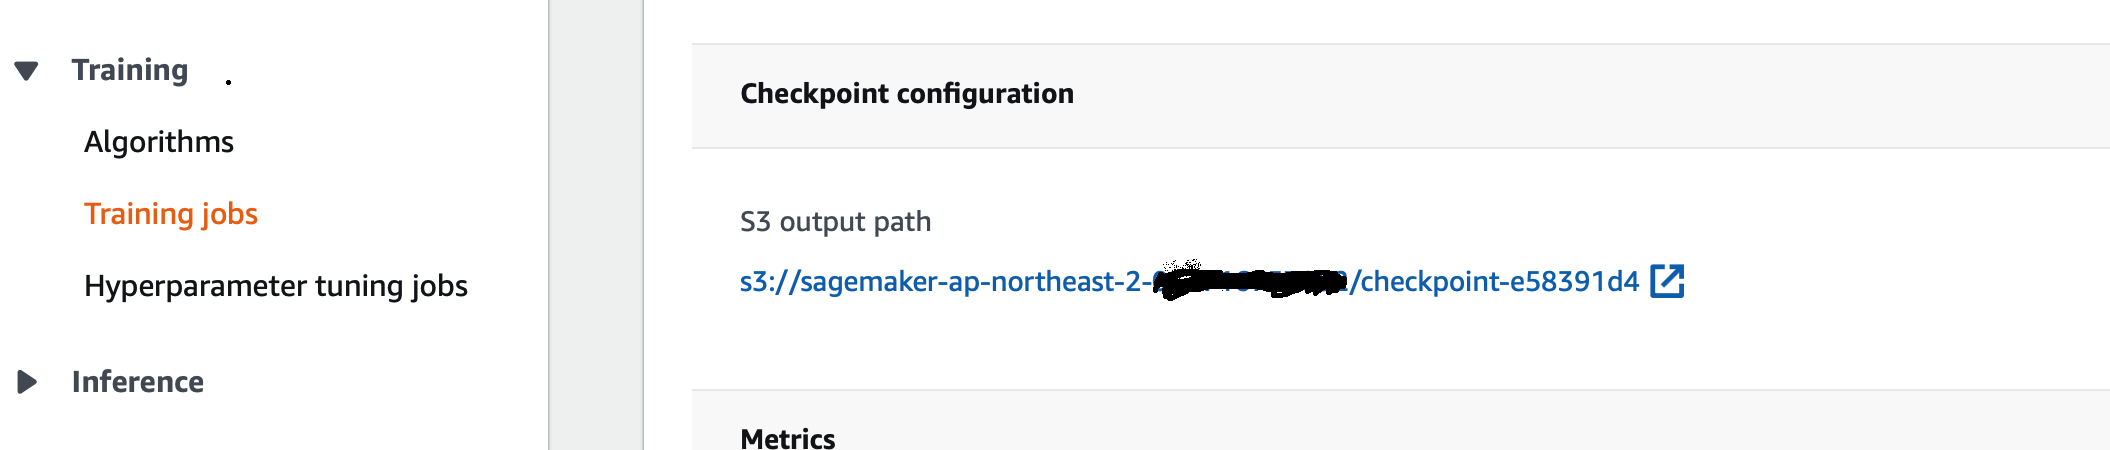 Training
Algorithms
Training jobs
Hyperparameter tuning jobs
Inference
Checkpoint configuration
S3 output path
s3://sagemaker-ap-northeast-2- /checkpoint-e58391d4
Metrics